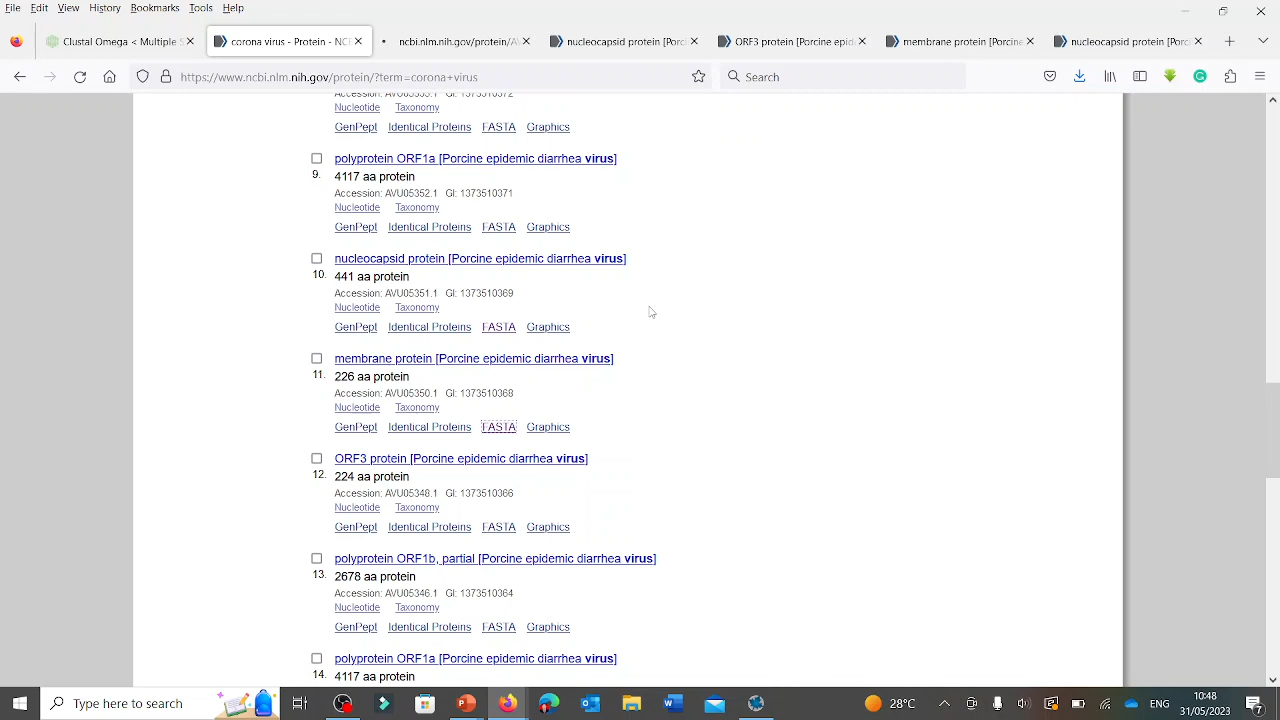 File Edit View History Bookmarks Tools Help
Clustal Omega < Multiple S
corona virus - Protein - NCB
ncbi.nlm.nih.gov/protein/AV
nucleocapsid protein [Porci
ORF3 protein [Porcine epid
membrane protein [Porcine
nucleocapsid protein [Porci
https://www.ncbi.nlm.nih.gov/protein/?term=corona+virus
Search
Nucleotide Taxonomy
GenPept Identical Proteins FASTA Graphics
polyprotein ORF1a [Porcine epidemic diarrhea virus]
9. 4117 aa protein
Accession: AVU05352.1 GI: 1373510371
Nucleotide Taxonomy
GenPept Identical Proteins FASTA Graphics
nucleocapsid protein [Porcine epidemic diarrhea virus]
10. 441 aa protein
Accession: AVU05351.1 GI: 1373510369
Nucleotide Taxonomy
GenPept Identical Proteins FASTA Graphics
membrane protein [Porcine epidemic diarrhea virus]
11. 226 aa protein
Accession: AVU05350.1 GI: 1373510368
Nucleotide Taxonomy
GenPept Identical Proteins FASTA Graphics
ORF3 protein [Porcine epidemic diarrhea virus]
12. 224 aa protein
Accession: AVU05348.1 GI: 1373510366
Nucleotide Taxonomy
GenPept Identical Proteins FASTA Graphics
polyprotein ORF1b, partial [Porcine epidemic diarrhea virus]
13. 2678 aa protein
Accession: AVU05346.1 GI: 1373510364
Nucleotide Taxonomy
GenPept Identical Proteins FASTA Graphics
polyprotein ORF1a [Porcine epidemic diarrhea virus]
14. 4117 aa protein
Type here to search
28°C
ENG
10:48
31/05/2023